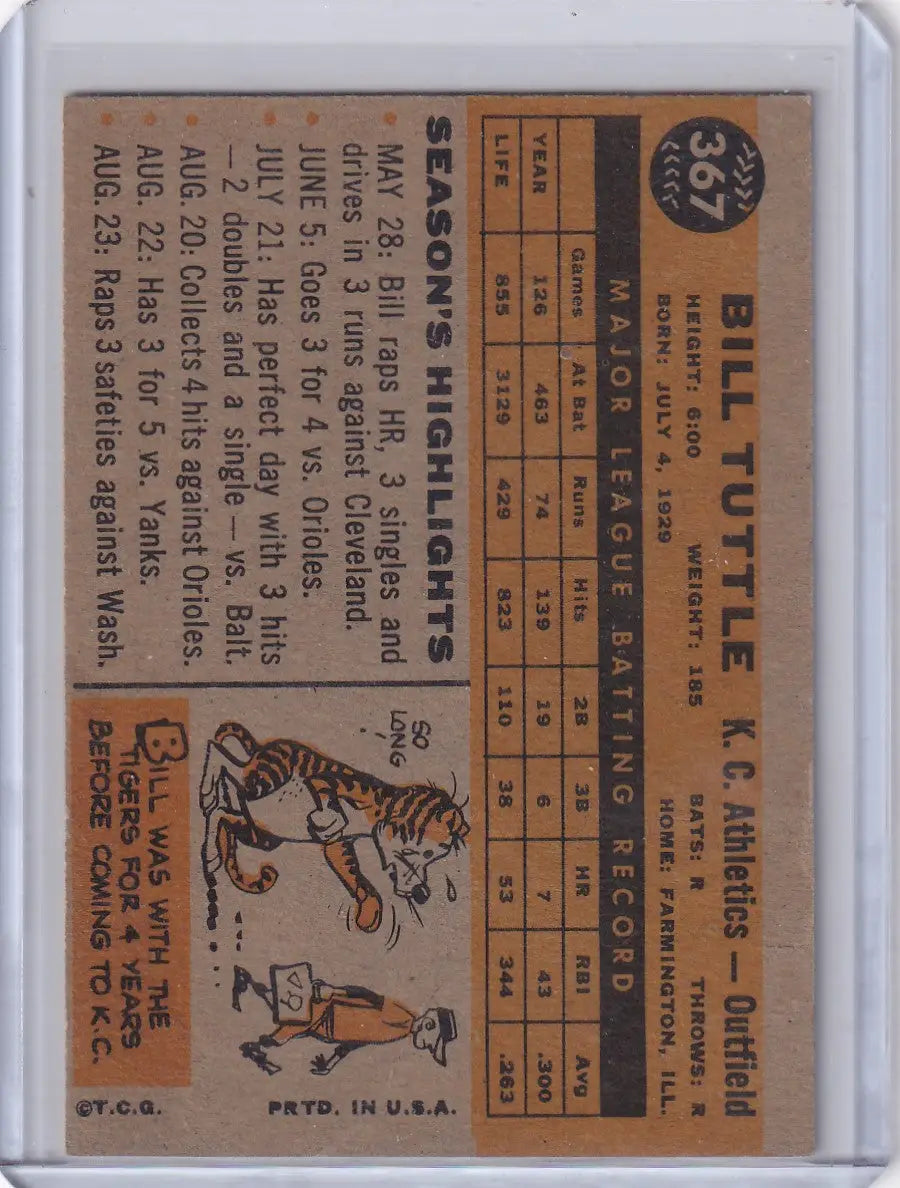 367
BILL TUTTLE K. C. Athletics — Outfield
HEIGHT: 6:00 WEIGHT: 185 BATS: R THROWS: R
BORN: JULY 4, 1929 HOME: FARMINGTON, ILL.
MAJOR LEAGUE BATTING RECORD
Games At Bat Runs Hits 2B 3B HR RBI Avg
YEAR 126 463 74 139 19 6 7 43 .300
LIFE 855 3129 429 823 110 38 53 344 .263
SEASON'S HIGHLIGHTS
• MAY 28: Bill raps HR, 3 singles and
drives in 3 runs against Cleveland.
• JUNE 5: Goes 3 for 4 vs. Orioles.
• JULY 21: Has perfect day with 3 hits
— 2 doubles and a single — vs. Balt.
• AUG. 20: Collects 4 hits against Orioles.
• AUG. 22: Has 3 for 5 vs. Yanks.
• AUG. 23: Raps 3 safeties against Wash.
SO
LONG
BILL WAS WITH THE
TIGERS FOR 4 YEARS
BEFORE COMING TO K.C.
PRTD. IN U.S.A.
©T.C.G.